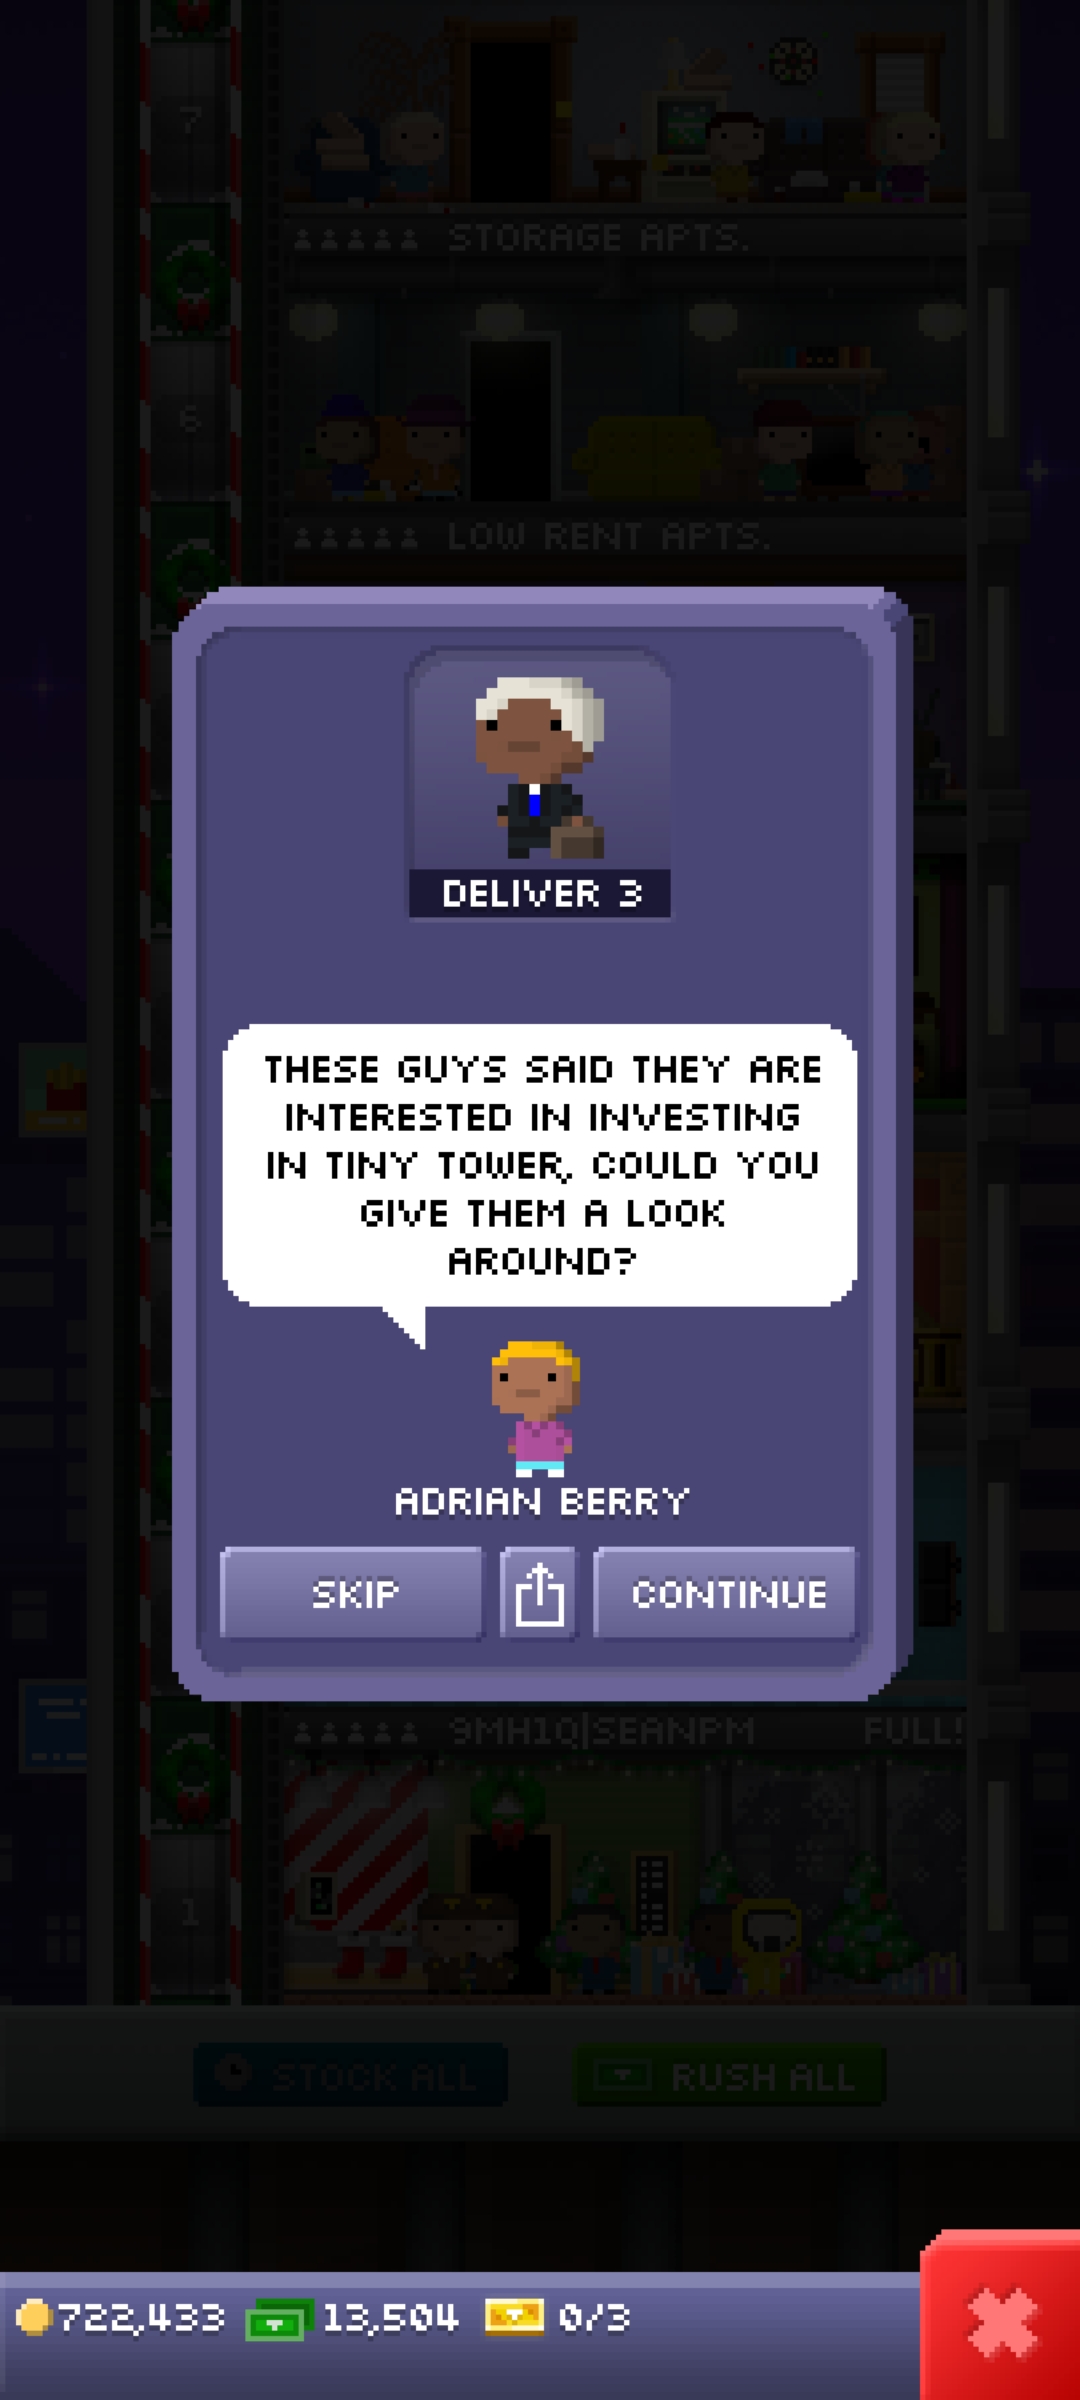 7
STORAGE APTS.
6
LOW RENT APTS.
DELIVER 3
THESE GUYS SAID THEY ARE
INTERESTED IN INVESTING
IN TINY TOWER, COULD YOU
GIVE THEM A LOOK
AROUND?
ADRIAN BERRY
SKIP
CONTINUE
9MH1Q|SEANPM FULL!
1
STOCK ALL
RUSH ALL
722,433 13,504 0/3